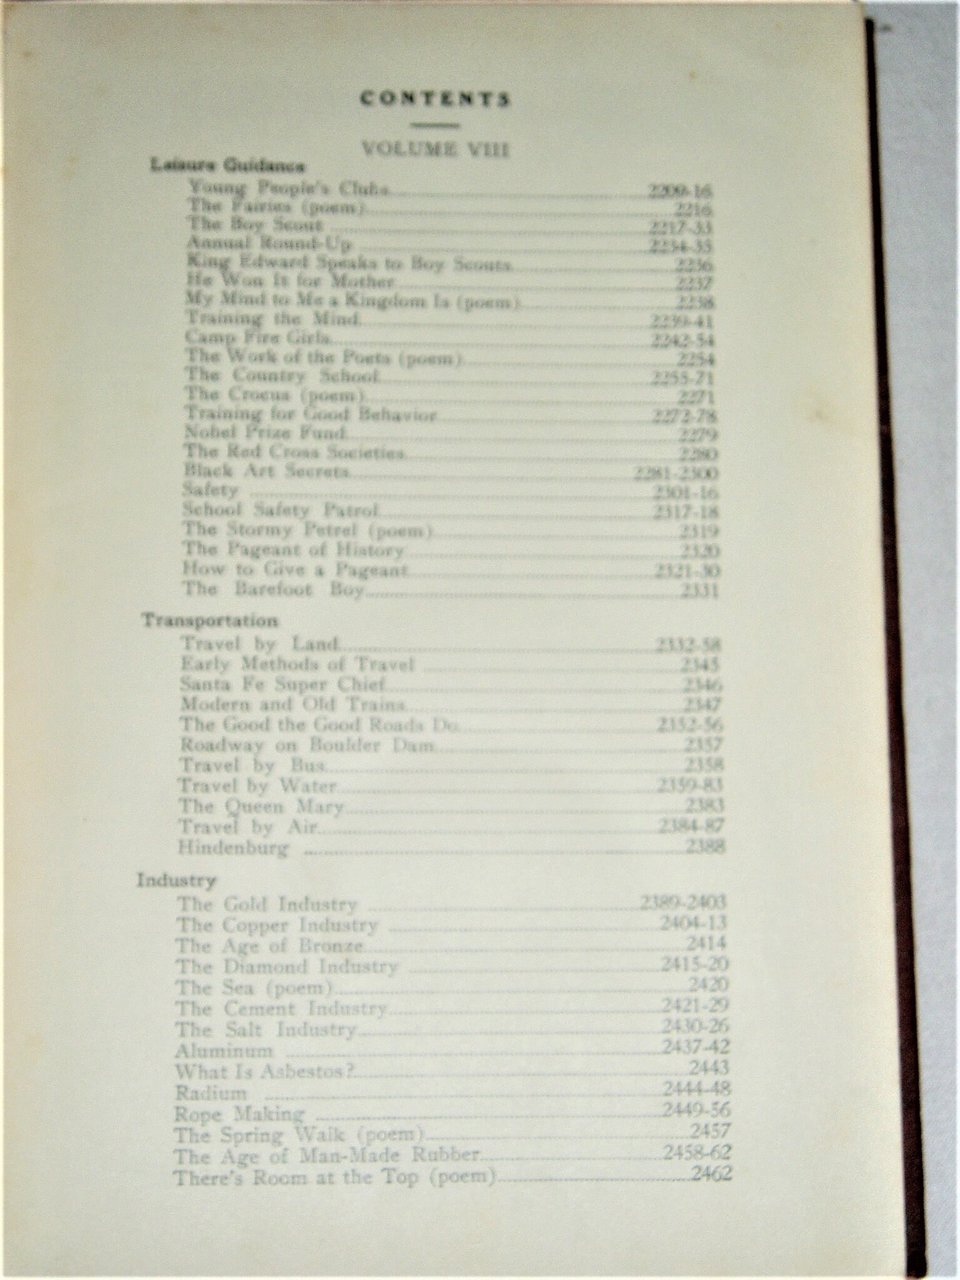 CONTENTS
VOLUME VIII
Leisure Guidance
Young People's Clubs 2209-16
The Fairies (poem) 2216
The Boy Scout 2217-33
Annual Round-Up 2234-35
King Edward Speaks to Boy Scouts 2236
He Won It for Mother 2237
My Mind to Me a Kingdom Is (poem) 2238
Training the Mind 2239-41
Camp Fire Girls 2242-54
The Work of the Poets (poem) 2254
The Country School 2255-71
The Crocus (poem) 2271
Training for Good Behavior 2272-78
Nobel Prize Fund 2279
The Red Cross Societies 2280
Black Art Secrets 2281-2300
Safety 2301-16
School Safety Patrol 2317-18
The Stormy Petrel (poem) 2319
The Pageant of History 2320
How to Give a Pageant 2321-30
The Barefoot Boy 2331
Transportation
Travel by Land 2332-58
Early Methods of Travel 2345
Santa Fe Super Chief 2346
Modern and Old Trains 2347
The Good the Good Roads Do 2352-56
Roadway on Boulder Dam 2357
Travel by Bus 2358
Travel by Water 2359-83
The Queen Mary 2383
Travel by Air 2384-87
Hindenburg 2388
Industry
The Gold Industry 2389-2403
The Copper Industry 2404-13
The Age of Bronze 2414
The Diamond Industry 2415-20
The Sea (poem) 2420
The Cement Industry 2421-29
The Salt Industry 2430-26
Aluminum 2437-42
What Is Asbestos? 2443
Radium 2444-48
Rope Making 2449-56
The Spring Walk (poem) 2457
The Age of Man-Made Rubber 2458-62
There's Room at the Top (poem) 2462